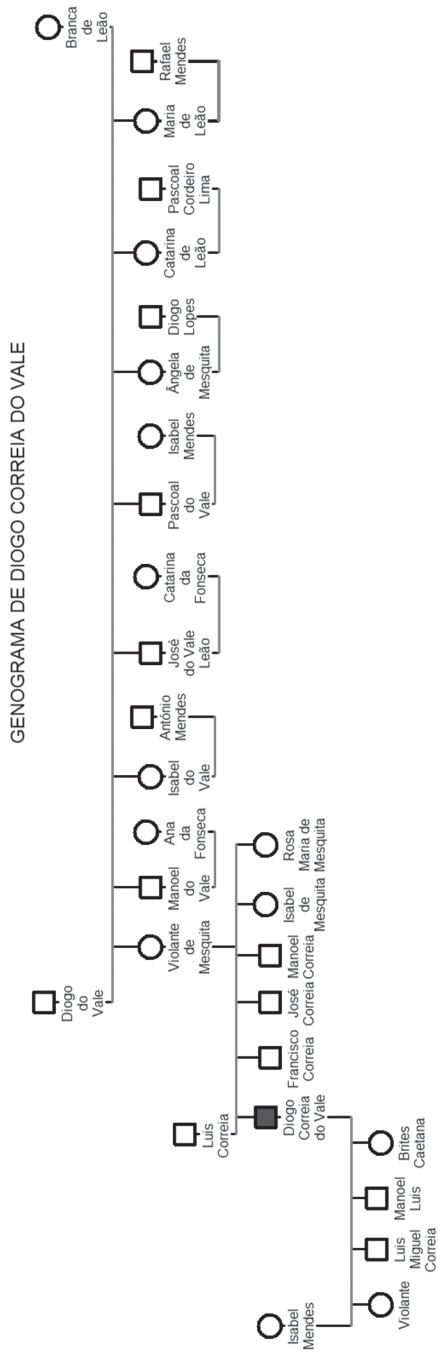 GENOGRAMA DE DIOGO CORREIA DO VALE
Diogo
do
Vale
Branca
de
Leão
Violante
de
Mesquita
Manoel
do
Vale
Ana
da
Fonseca
Isabel
do
Vale
António
Mendes
José
do Vale
Leão
Catarina
da
Fonseca
Pascoal
do
Vale
Isabel
Mendes
Ângela
de
Mesquita
Diogo
Lopes
Catarina
de
Leão
Pascoal
Cordeiro
Lima
Maria
de
Leão
Rafael
Mendes
Luis
Correia
Diogo
Correia
do Vale
Francisco
Correia
José
Correia
Manoel
Correia
Isabel
de
Mesquita
Rosa
Maria de
Mesquita
Isabel
Mendes
Violante
Luis
Miguel
Correia
Manoel
Luis
Brites
Caetana